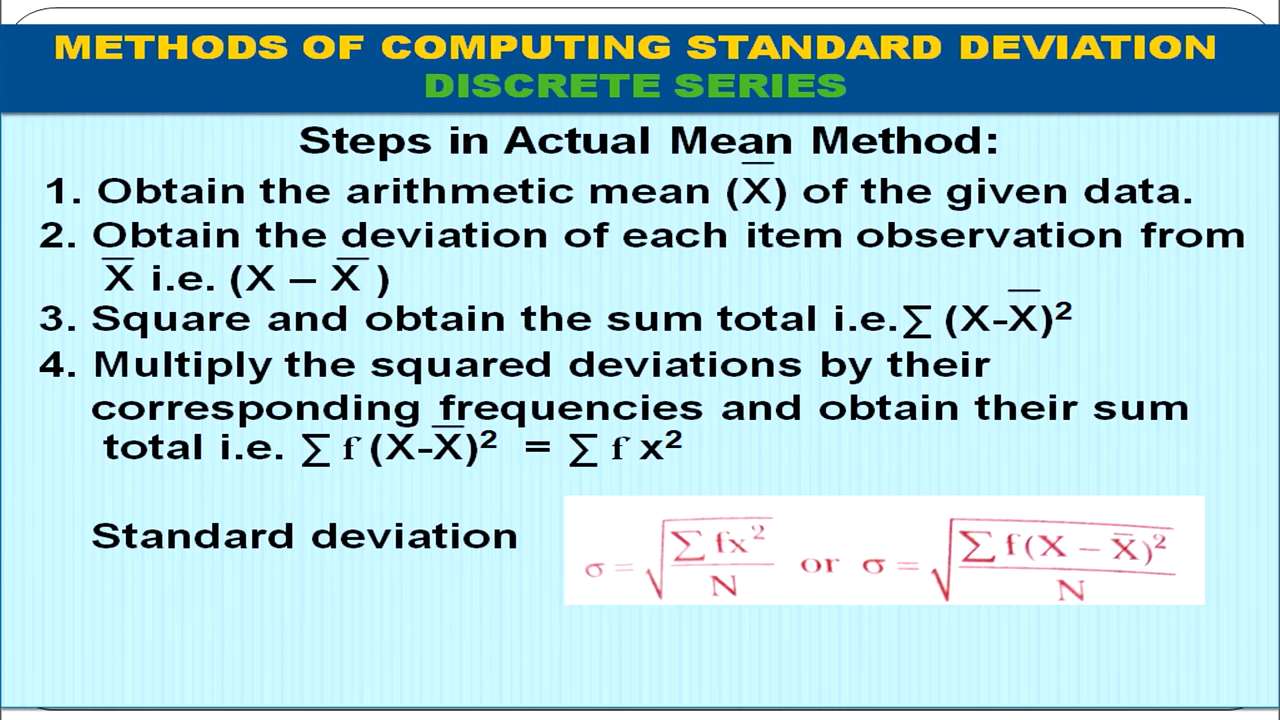 METHODS OF COMPUTING STANDARD DEVIATION
DISCRETE SERIES
Steps in Actual Mean Method:
1. Obtain the arithmetic mean (X̅) of the given data.
2. Obtain the deviation of each item observation from
X̅ i.e. (X – X̅ )
3. Square and obtain the sum total i.e.∑ (X-X̅)²
4. Multiply the squared deviations by their
corresponding frequencies and obtain their sum
total i.e. ∑ f (X-X̅)² = ∑ f x²
Standard deviation σ = √(∑ fx² / N) or σ = √(∑ f(X – X̅)² / N)